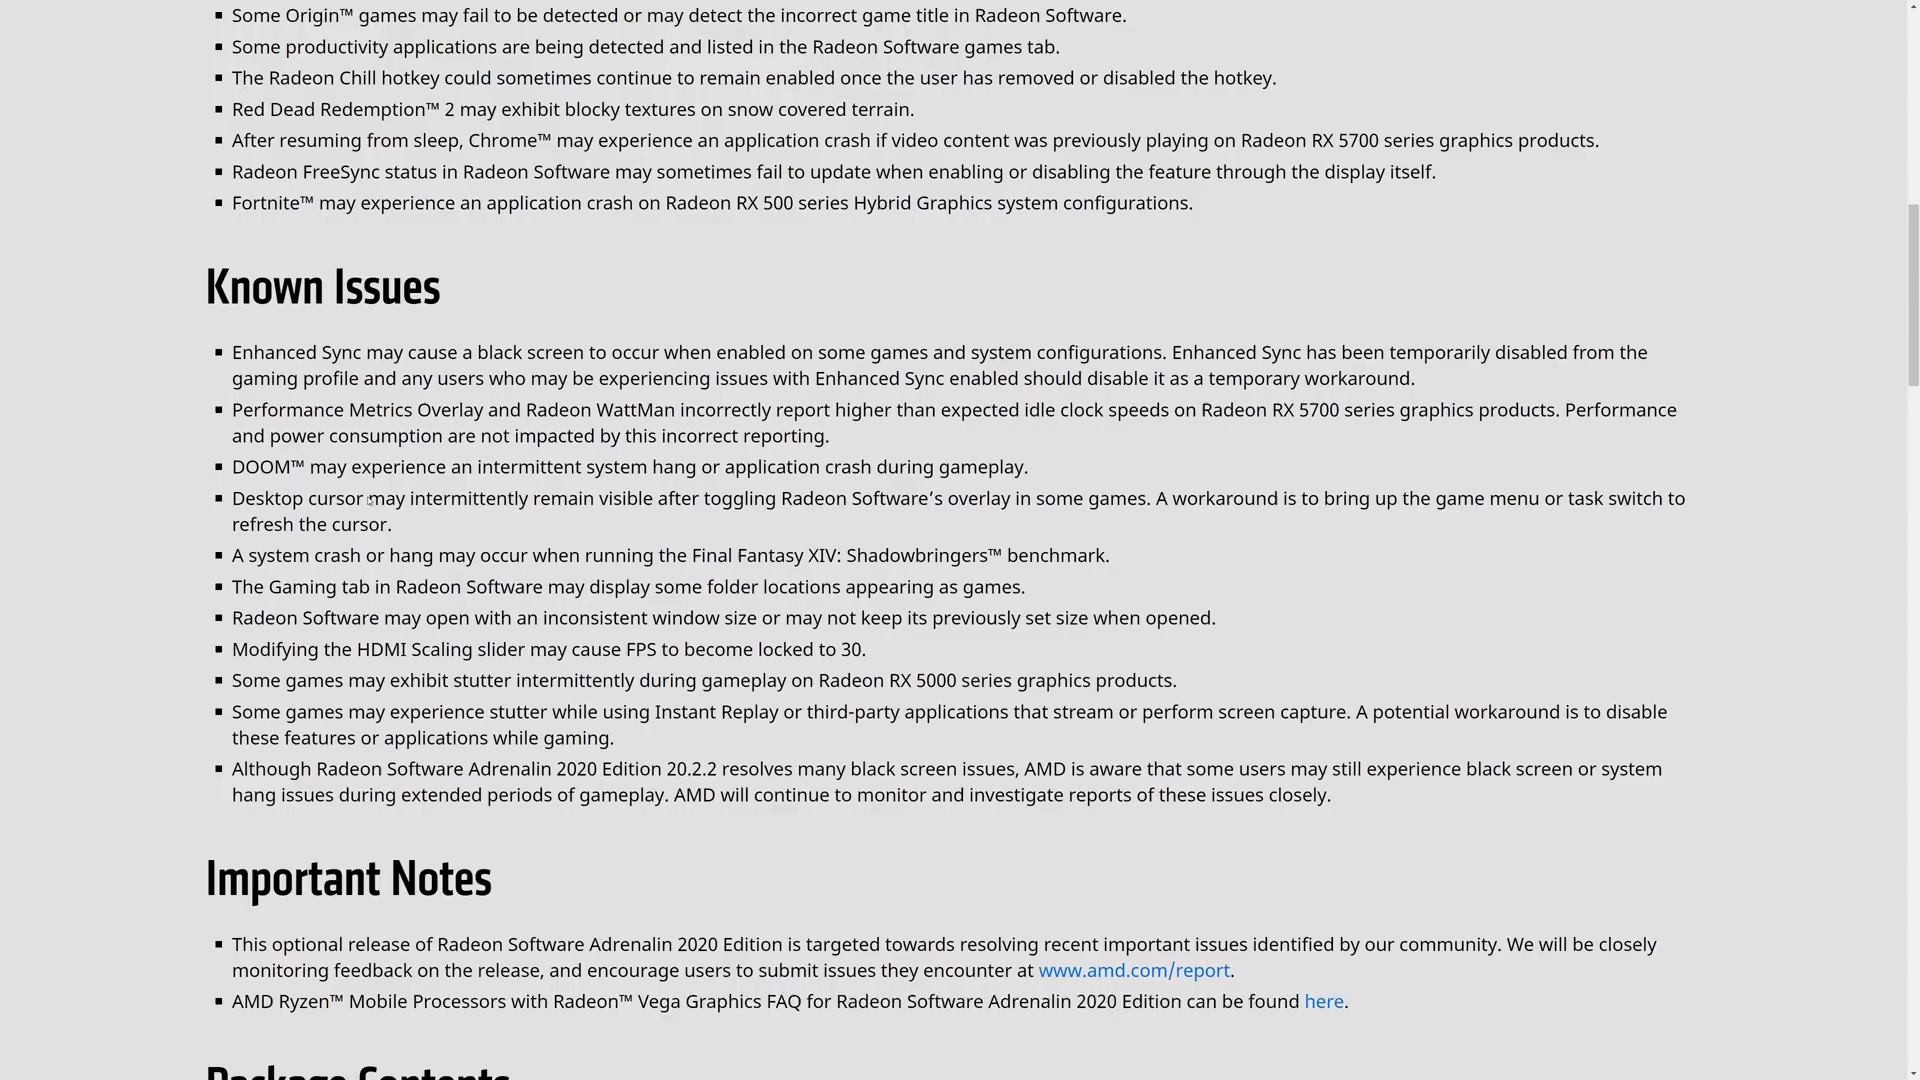 Some Origin™ games may fail to be detected or may detect the incorrect game title in Radeon Software.
Some productivity applications are being detected and listed in the Radeon Software games tab.
The Radeon Chill hotkey could sometimes continue to remain enabled once the user has removed or disabled the hotkey.
Red Dead Redemption™ 2 may exhibit blocky textures on snow covered terrain.
After resuming from sleep, Chrome™ may experience an application crash if video content was previously playing on Radeon RX 5700 series graphics products.
Radeon FreeSync status in Radeon Software may sometimes fail to update when enabling or disabling the feature through the display itself.
Fortnite™ may experience an application crash on Radeon RX 500 series Hybrid Graphics system configurations.
Known Issues
Enhanced Sync may cause a black screen to occur when enabled on some games and system configurations. Enhanced Sync has been temporarily disabled from the
gaming profile and any users who may be experiencing issues with Enhanced Sync enabled should disable it as a temporary workaround.
Performance Metrics Overlay and Radeon WattMan incorrectly report higher than expected idle clock speeds on Radeon RX 5700 series graphics products. Performance
and power consumption are not impacted by this incorrect reporting.
DOOM™ may experience an intermittent system hang or application crash during gameplay.
Desktop cursor may intermittently remain visible after toggling Radeon Software’s overlay in some games. A workaround is to bring up the game menu or task switch to
refresh the cursor.
A system crash or hang may occur when running the Final Fantasy XIV: Shadowbringers™ benchmark.
The Gaming tab in Radeon Software may display some folder locations appearing as games.
Radeon Software may open with an inconsistent window size or may not keep its previously set size when opened.
Modifying the HDMI Scaling slider may cause FPS to become locked to 30.
Some games may exhibit stutter intermittently during gameplay on Radeon RX 5000 series graphics products.
Some games may experience stutter while using Instant Replay or third-party applications that stream or perform screen capture. A potential workaround is to disable
these features or applications while gaming.
Although Radeon Software Adrenalin 2020 Edition 20.2.2 resolves many black screen issues, AMD is aware that some users may still experience black screen or system
hang issues during extended periods of gameplay. AMD will continue to monitor and investigate reports of these issues closely.
Important Notes
This optional release of Radeon Software Adrenalin 2020 Edition is targeted towards resolving recent important issues identified by our community. We will be closely
monitoring feedback on the release, and encourage users to submit issues they encounter at www.amd.com/report.
AMD Ryzen™ Mobile Processors with Radeon™ Vega Graphics FAQ for Radeon Software Adrenalin 2020 Edition can be found here.
Package Contents